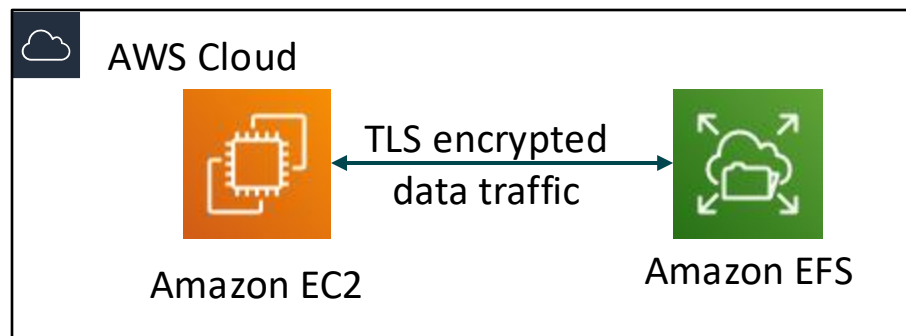 AWS Cloud
TLS encrypted
data traffic
Amazon EC2
Amazon EFS